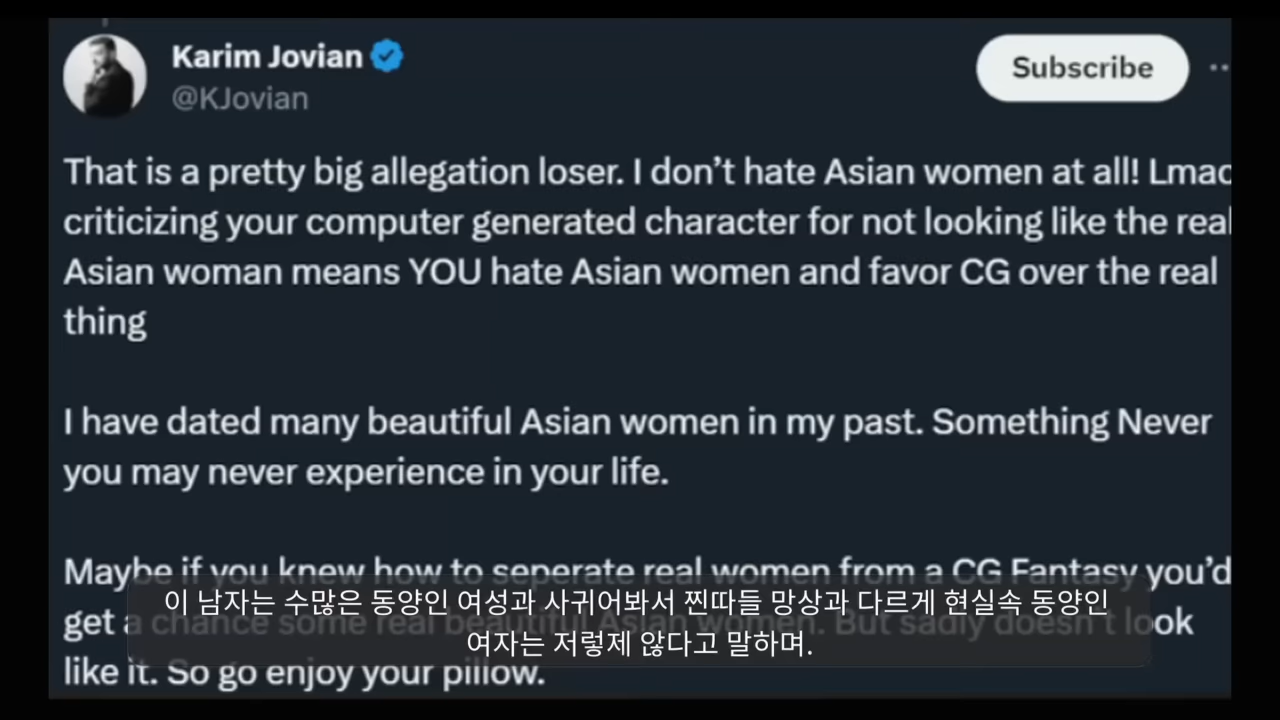 Karim Jovian
@KJovian
Subscribe
That is a pretty big allegation loser. I don’t hate Asian women at all! Lmao
criticizing your computer generated character for not looking like the real
Asian woman means YOU hate Asian women and favor CG over the real
thing
I have dated many beautiful Asian women in my past. Something Never
you may never experience in your life.
Maybe if you knew how to seperate real women from a CG Fantasy you’d
get a chance some real beautiful Asian women. But sadly doesn’t look
like it. So go enjoy your pillow.
이 남자는 수많은 동양인 여성과 사귀어봐서 찐따들 망상과 다르게 현실속 동양인
여자는 저렇제 않다고 말하며.